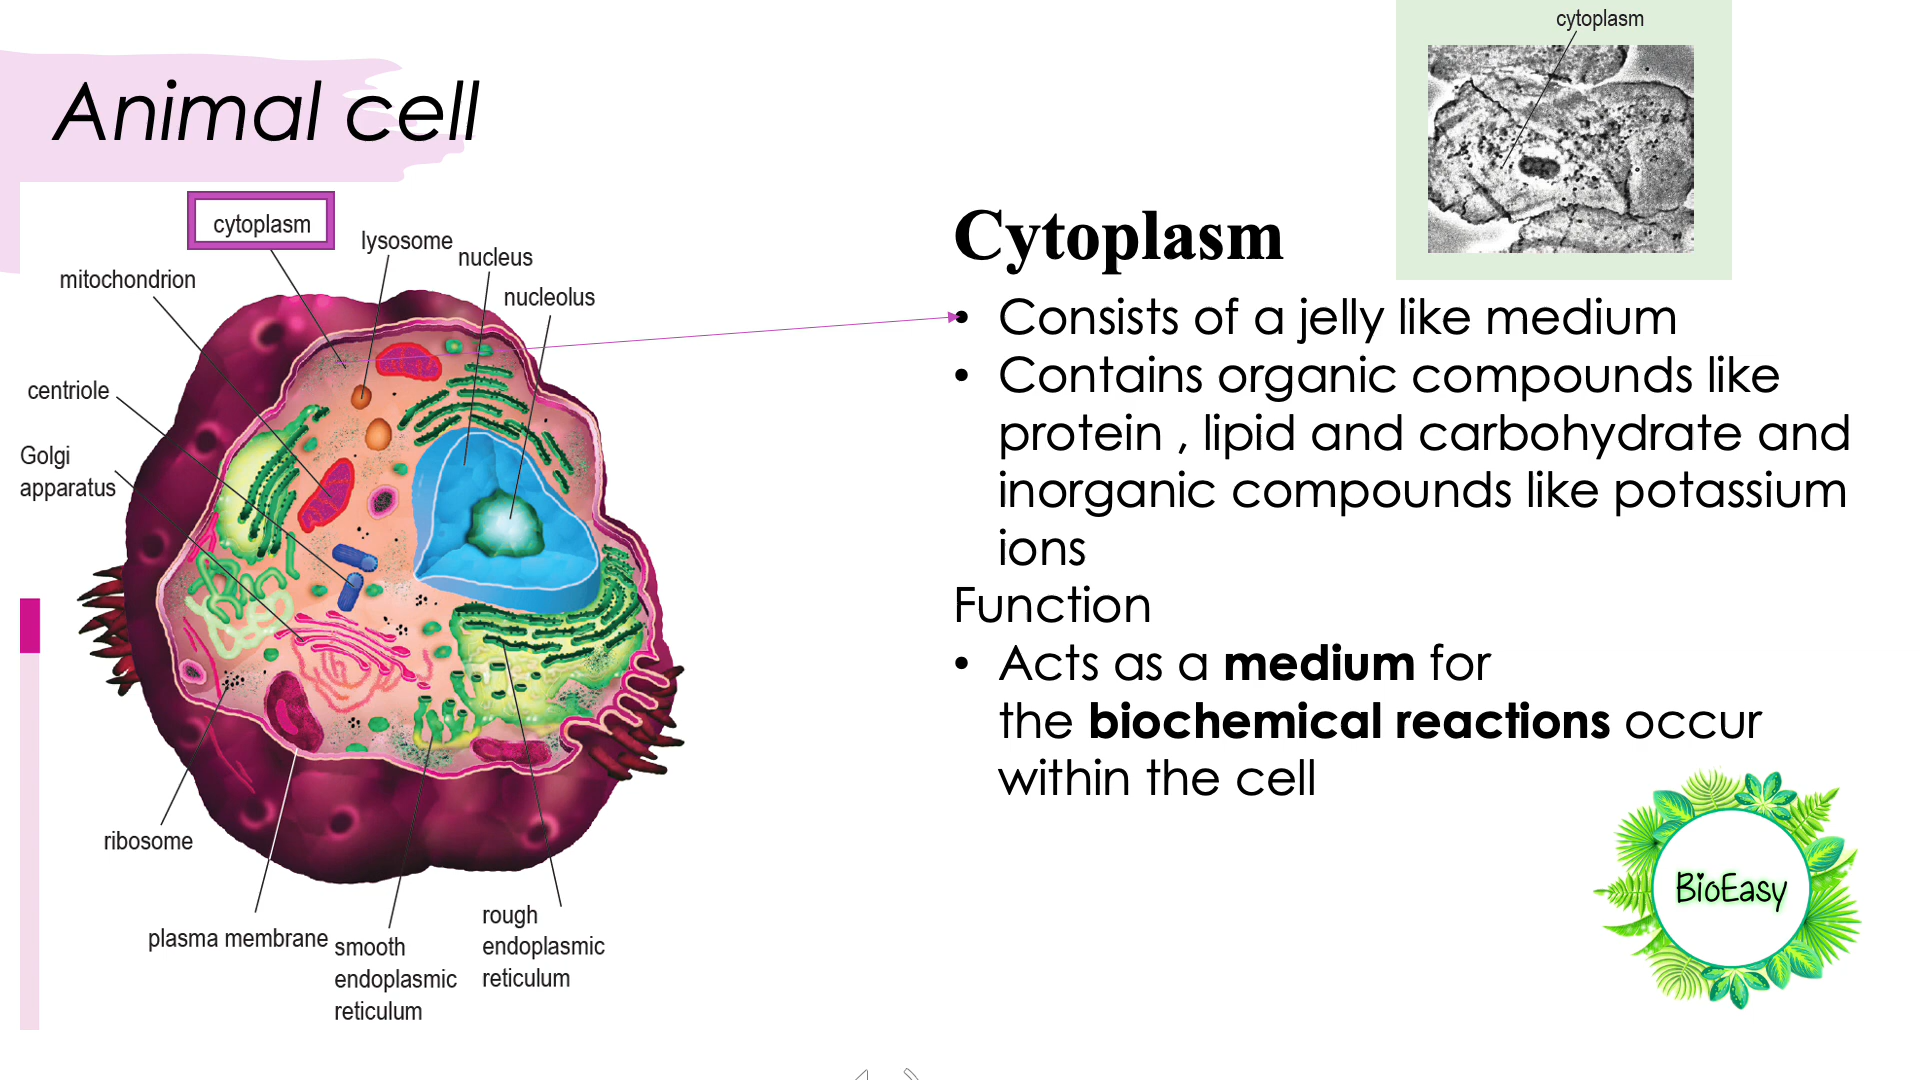 cytoplasm
Animal cell
cytoplasm
lysosome
nucleus
mitochondrion
nucleolus
centriole
Golgi
apparatus
ribosome
plasma membrane
smooth
endoplasmic
reticulum
rough
endoplasmic
reticulum
Cytoplasm
• Consists of a jelly like medium
• Contains organic compounds like
protein , lipid and carbohydrate and
inorganic compounds like potassium
ions
Function
• Acts as a medium for
the biochemical reactions occur
within the cell
BioEasy